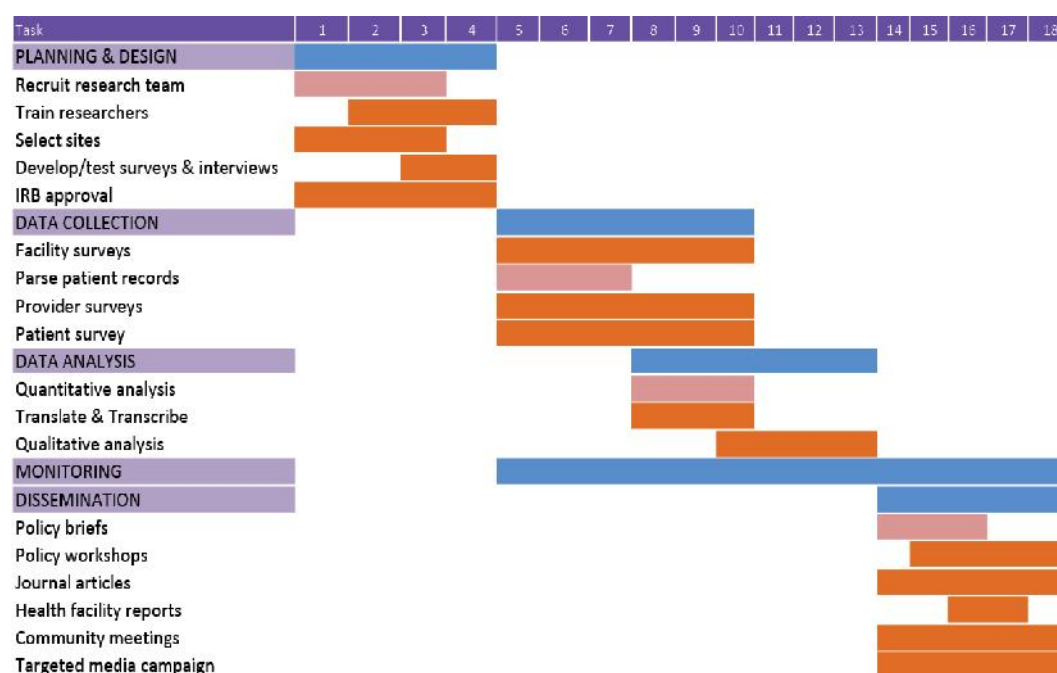 Task 1 2 3 4 5 6 7 8 9 10 11 12 13 14 15 16 17 18
PLANNING & DESIGN
Recruit research team
Train researchers
Select sites
Develop/test surveys & interviews
IRB approval
DATA COLLECTION
Facility surveys
Parse patient records
Provider surveys
Patient survey
DATA ANALYSIS
Quantitative analysis
Translate & Transcribe
Qualitative analysis
MONITORING
DISSEMINATION
Policy briefs
Policy workshops
Journal articles
Health facility reports
Community meetings
Targeted media campaign